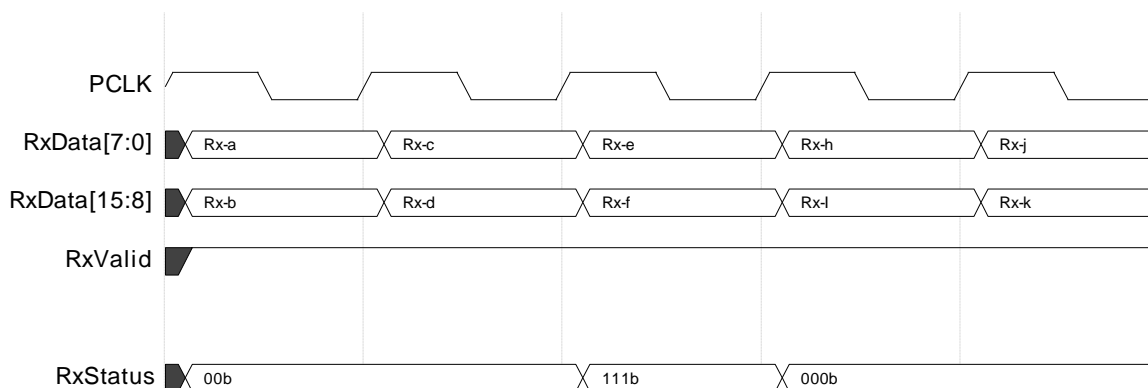 PCLK
RxData[7:0] Rx-a Rx-c Rx-e Rx-h Rx-j
RxData[15:8] Rx-b Rx-d Rx-f Rx-I Rx-k
RxValid
RxStatus 00b 111b 000b